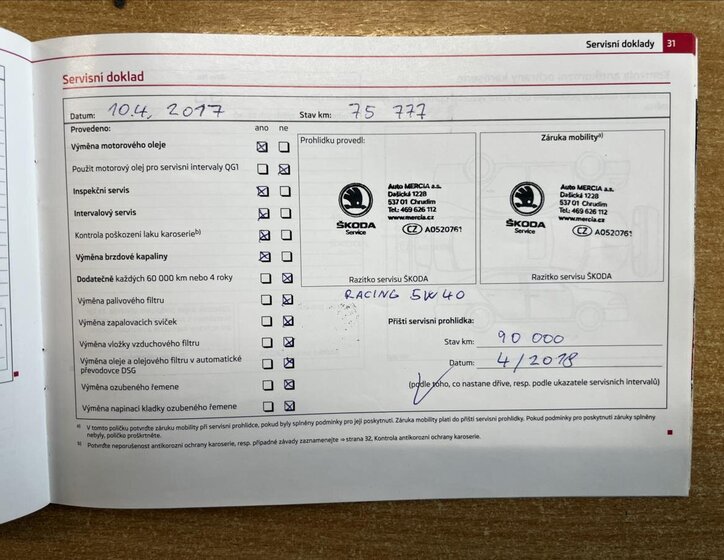 Servisní doklady 31
Servisní doklad
Datum: 10.4. 2017 Stav km: 75 777
Provedeno: ano ne
Výměna motorového oleje
Použit motorový olej pro servisní intervaly QG1
Inspekční servis
Intervalový servis
Kontrola poškození laku karoserie b)
Výměna brzdové kapaliny
Dodatečně každých 60 000 km nebo 4 roky
Výměna palivového filtru
Výměna zapalovacích svíček
Výměna vložky vzduchového filtru
Výměna oleje a olejového filtru v automatické
převodovce DSG
Výměna ozubeného řemene
Výměna napínací kladky ozubeného řemene
Prohlídku provedl:
Auto MERCIA a.s.
Dašická 1228
537 01 Chrudim
Tel.: 469 626 112
www.mercia.cz
ŠKODA
Service
CZ A0520761
Razítko servisu ŠKODA
Záruka mobility a)
Auto MERCIA a.s.
Dašická 1228
537 01 Chrudim
Tel.: 469 626 112
www.mercia.cz
ŠKODA
Service
CZ A0520761
Razítko servisu ŠKODA
RACING 5W40
Příští servisní prohlídka:
Stav km: 90 000
Datum: 4/2018
(podle toho, co nastane dříve, resp. podle ukazatele servisních intervalů)
a) V tomto políčku potvrďte záruku mobility při servisní prohlídce, pokud byly splněny podmínky pro její poskytnutí. Záruka mobility platí do příští servisní prohlídky. Pokud podmínky pro poskytnutí záruky splněny
nebyly, políčko proškrtněte.
b) Potvrďte neporušenost antikorozní ochrany karoserie, resp. případné závady zaznamenejte ⇒ strana 32, Kontrola antikorozní ochrany karoserie.